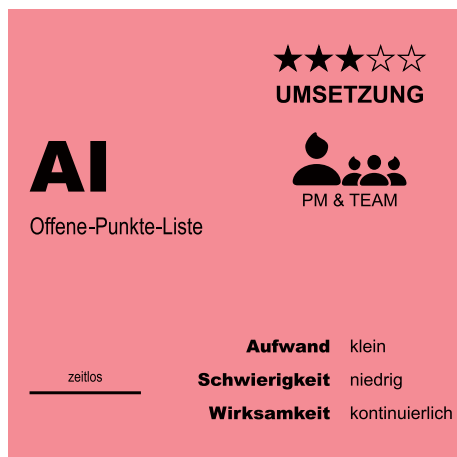 ★★★☆☆
UMSETZUNG
AI
PM & TEAM
Offene-Punkte-Liste
Aufwand klein
zeitlos
Schwierigkeit niedrig
Wirksamkeit kontinuierlich